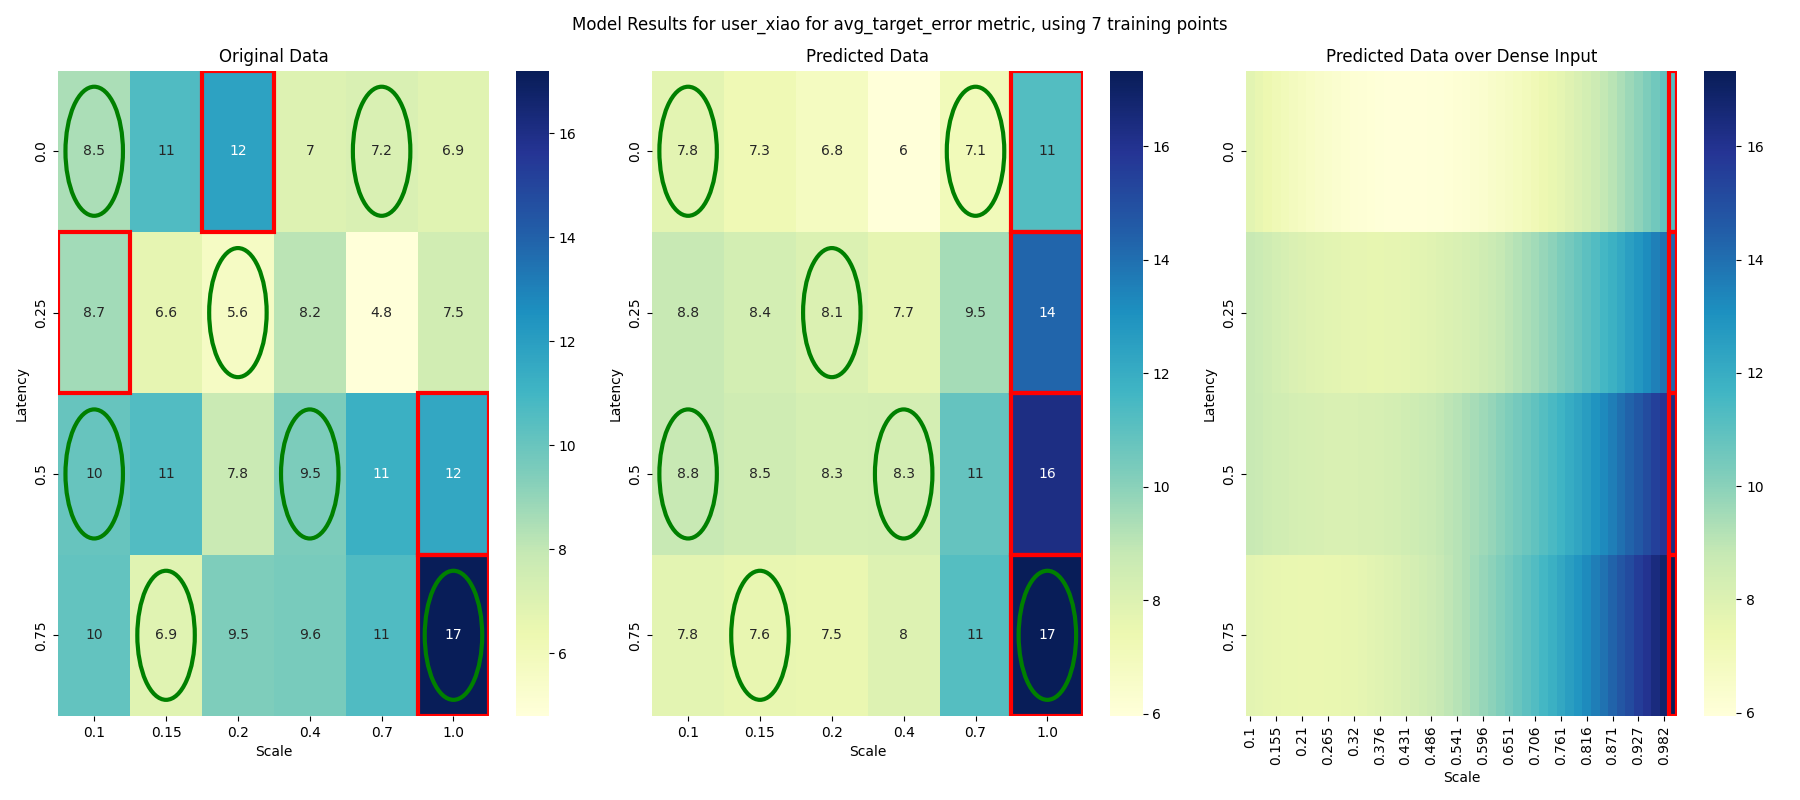 Model Results for user_xiao for avg_target_error metric, using 7 training points
Original Data
Latency
0.0 8.5 11 12 7 7.2 6.9
0.25 8.7 6.6 5.6 8.2 4.8 7.5
0.5 10 11 7.8 9.5 11 12
0.75 10 6.9 9.5 9.6 11 17
0.1 0.15 0.2 0.4 0.7 1.0
Scale
16
14
12
10
8
6
Predicted Data
Latency
0.0 7.8 7.3 6.8 6 7.1 11
0.25 8.8 8.4 8.1 7.7 9.5 14
0.5 8.8 8.5 8.3 8.3 11 16
0.75 7.8 7.6 7.5 8 11 17
0.1 0.15 0.2 0.4 0.7 1.0
Scale
16
14
12
10
8
6
Predicted Data over Dense Input
Latency
0.0
0.25
0.5
0.75
0.1 0.155 0.21 0.265 0.32 0.376 0.431 0.486 0.541 0.596 0.651 0.706 0.761 0.816 0.871 0.927 0.982
Scale
16
14
12
10
8
6